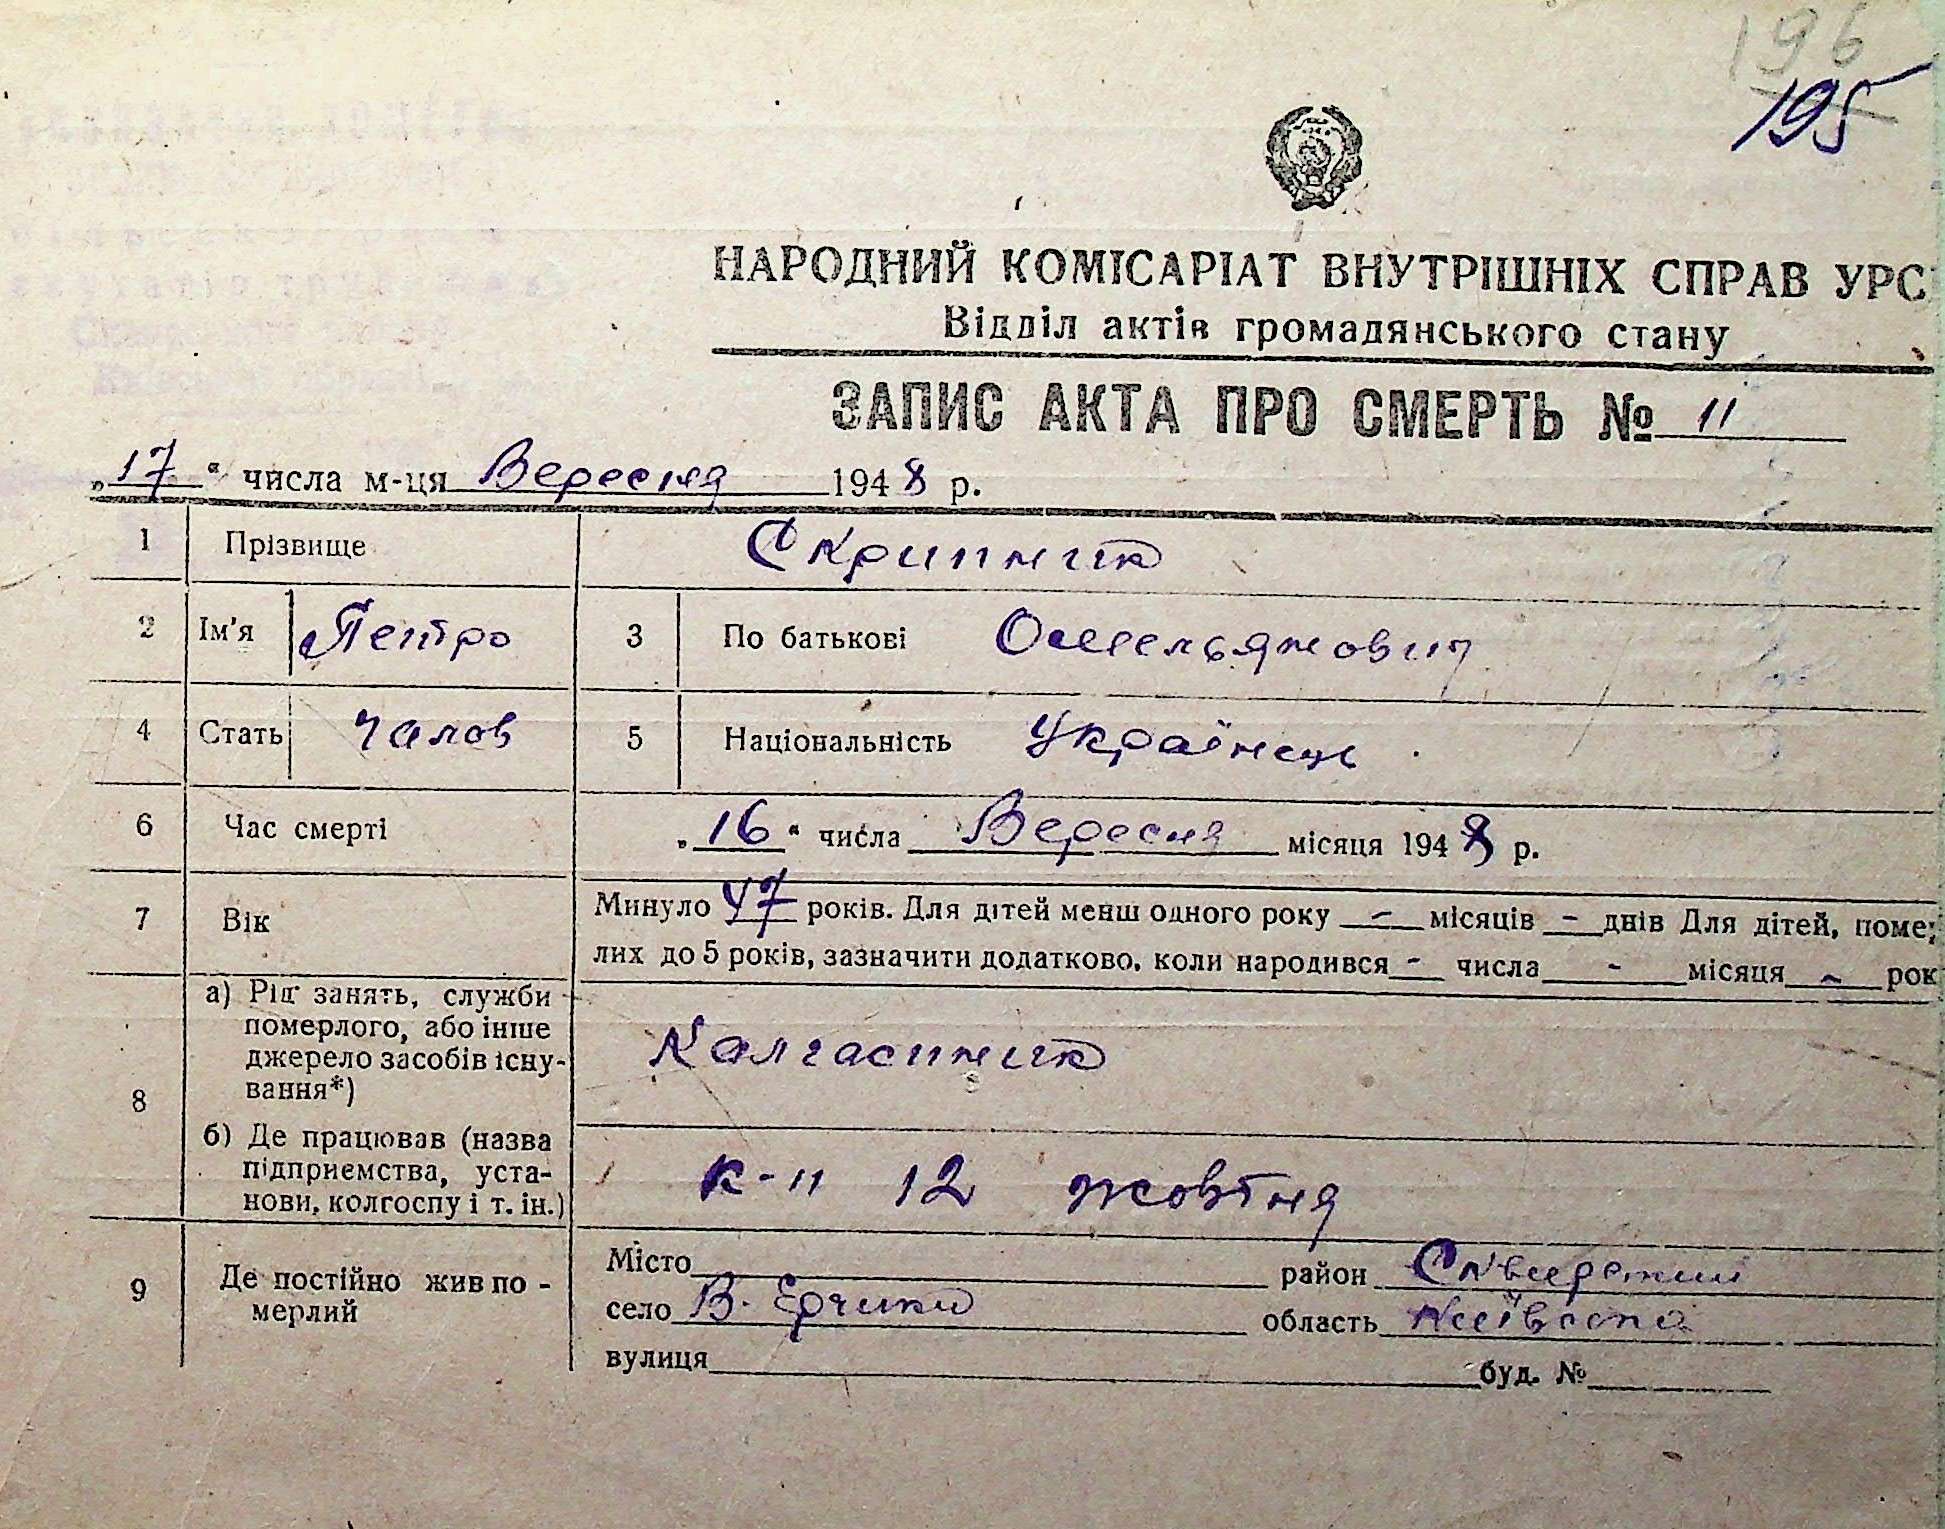 196
195
НАРОДНИЙ КОМІСАРІАТ ВНУТРІШНІХ СПРАВ УРС
Відділ актів громадянського стану
ЗАПИС АКТА ПРО СМЕРТЬ № 11
„17“ числа м-ця Вересня 1948 р.
1 Прізвище Скрипник
2 Ім'я Петро 3 По батькові Омельянович
4 Стать чолов 5 Національність Українець
6 Час смерті „16“ числа Вересня місяця 1948 р.
7 Вік Минуло 47 років. Для дітей менш одного року - місяців - днів Для дітей, поме
лих до 5 років, зазначити додатково, коли народився - числа - місяця - рок
8 а) Рід занять, служби
померлого, або інше
джерело засобів існу-
вання*)
Калгаспник
б) Де працював (назва
підприємства, уста-
нови, колгоспу і т. ін.)
к-п 12 жовтня
9 Де постійно жив по-
мерлий
Місто район Сквирский
село В. Єрчики область Київська
вулиця буд. №